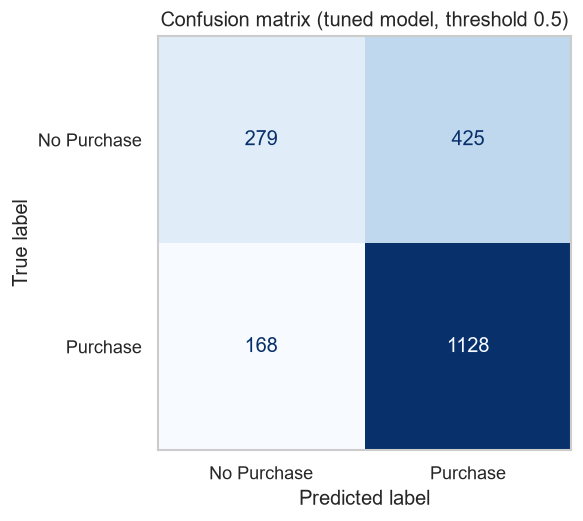 Confusion matrix (tuned model, threshold 0.5)
True label
No Purchase
279 425
Purchase
168 1128
No Purchase Purchase
Predicted label